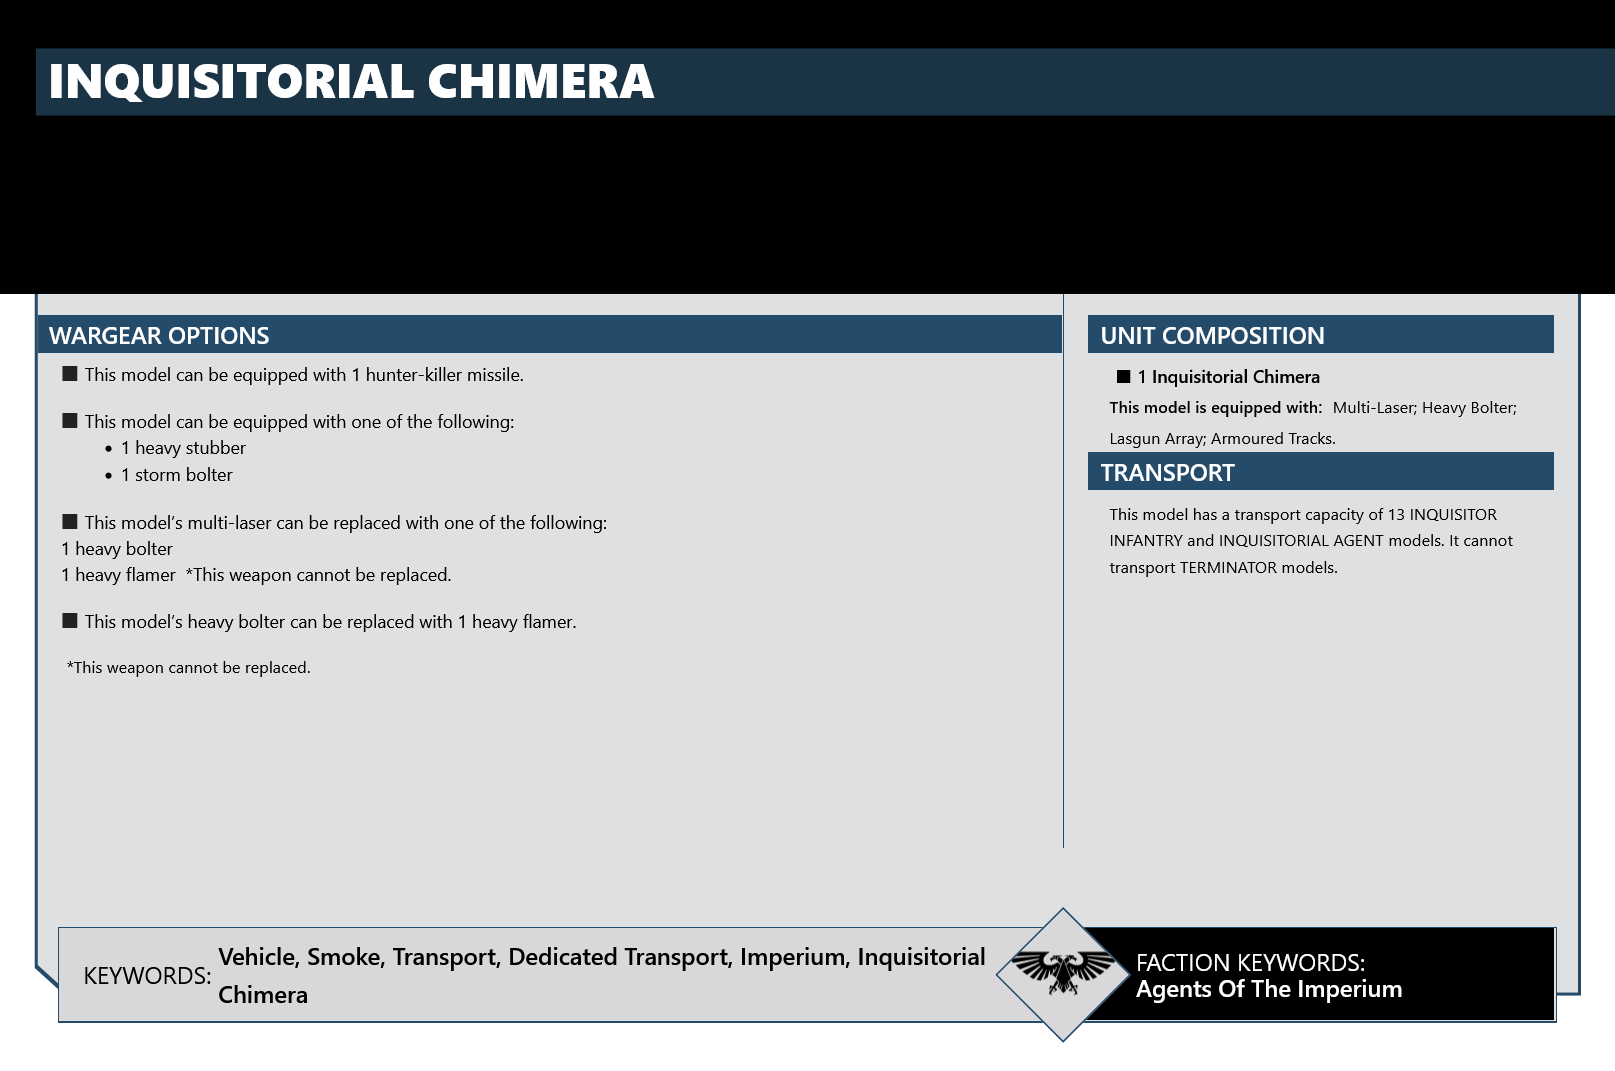 INQUISITORIAL CHIMERA
WARGEAR OPTIONS
■ This model can be equipped with 1 hunter-killer missile.
■ This model can be equipped with one of the following:
• 1 heavy stubber
• 1 storm bolter
■ This model’s multi-laser can be replaced with one of the following:
1 heavy bolter
1 heavy flamer *This weapon cannot be replaced.
■ This model’s heavy bolter can be replaced with 1 heavy flamer.
*This weapon cannot be replaced.
UNIT COMPOSITION
■ 1 Inquisitorial Chimera
This model is equipped with: Multi-Laser; Heavy Bolter;
Lasgun Array; Armoured Tracks.
TRANSPORT
This model has a transport capacity of 13 INQUISITOR
INFANTRY and INQUISITORIAL AGENT models. It cannot
transport TERMINATOR models.
KEYWORDS:
Vehicle, Smoke, Transport, Dedicated Transport, Imperium, Inquisitorial
Chimera
FACTION KEYWORDS:
Agents Of The Imperium